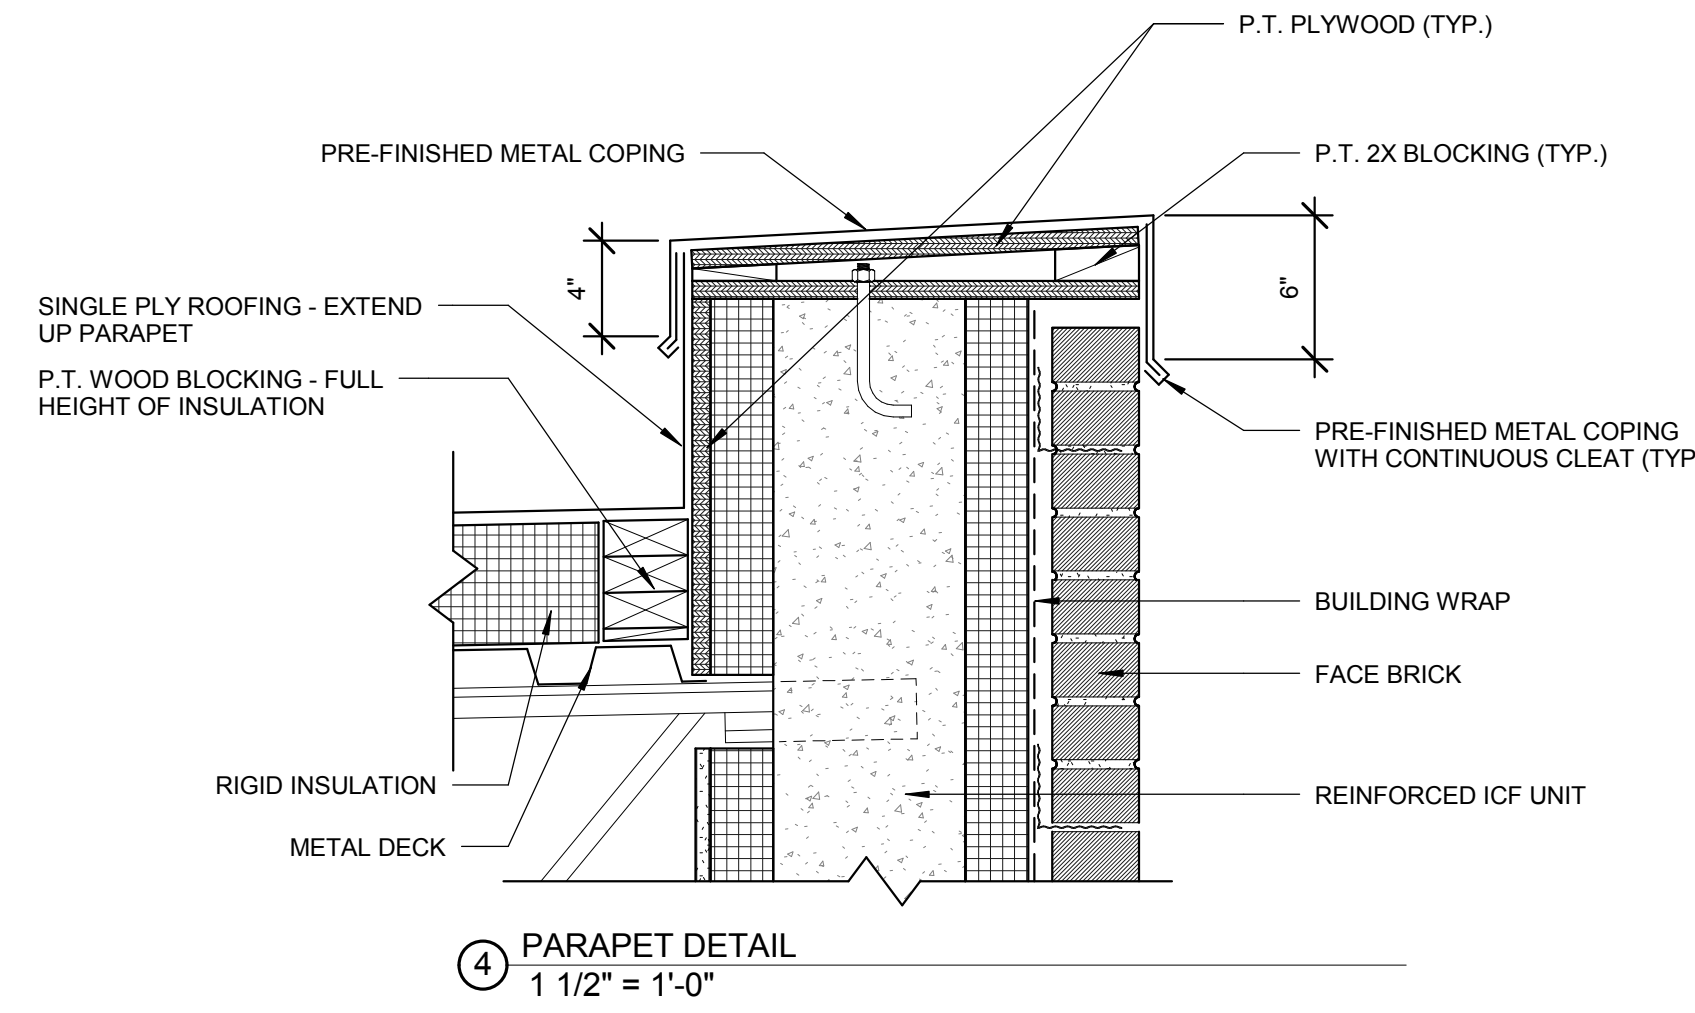 P.T. PLYWOOD (TYP.)
PRE-FINISHED METAL COPING
P.T. 2X BLOCKING (TYP.)
4"
6"
SINGLE PLY ROOFING - EXTEND
UP PARAPET
P.T. WOOD BLOCKING - FULL
HEIGHT OF INSULATION
PRE-FINISHED METAL COPING
WITH CONTINUOUS CLEAT (TYP
BUILDING WRAP
FACE BRICK
RIGID INSULATION
REINFORCED ICF UNIT
METAL DECK
4
PARAPET DETAIL
1 1/2" = 1'-0"